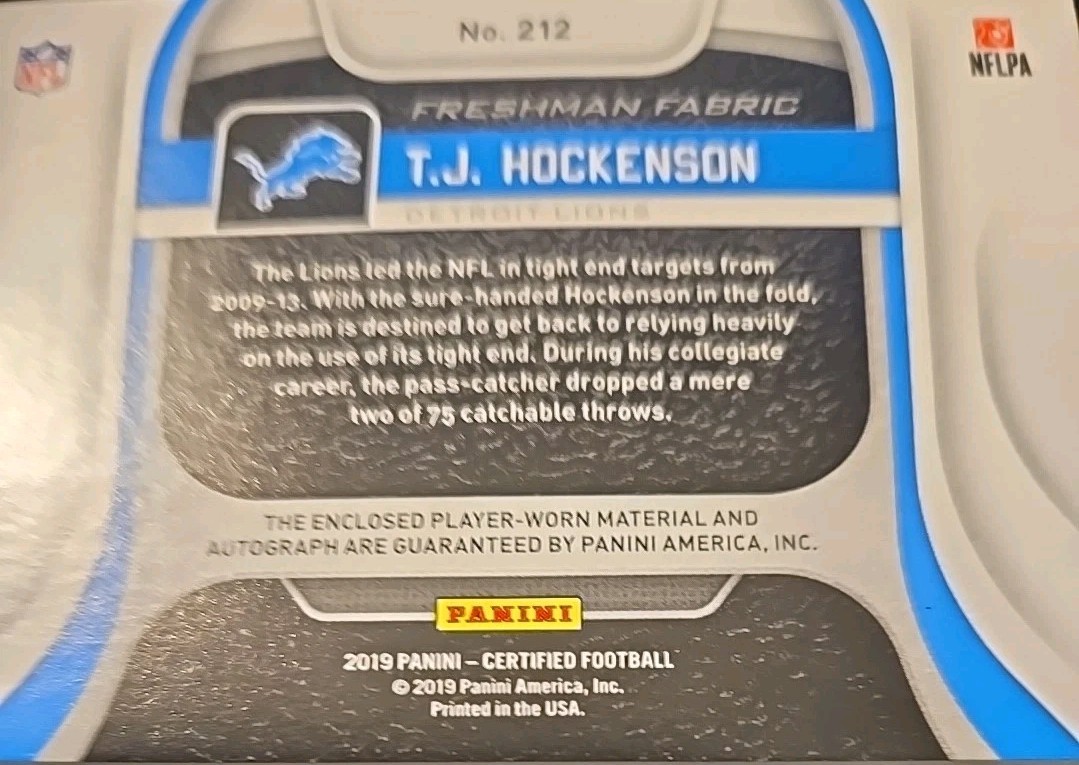 No. 212
NFL
NFLPA
FRESHMAN FABRIC
T.J. HOCKENSON
DETROIT LIONS
The Lions led the NFL in tight end targets from
2009-13. With the sure-handed Hockenson in the fold,
the team is destined to get back to relying heavily
on the use of its tight end. During his collegiate
career, the pass-catcher dropped a mere
two of 75 catchable throws.
THE ENCLOSED PLAYER-WORN MATERIAL AND
AUTOGRAPH ARE GUARANTEED BY PANINI AMERICA, INC.
PANINI
2019 PANINI – CERTIFIED FOOTBALL
© 2019 Panini America, Inc.
Printed in the USA.